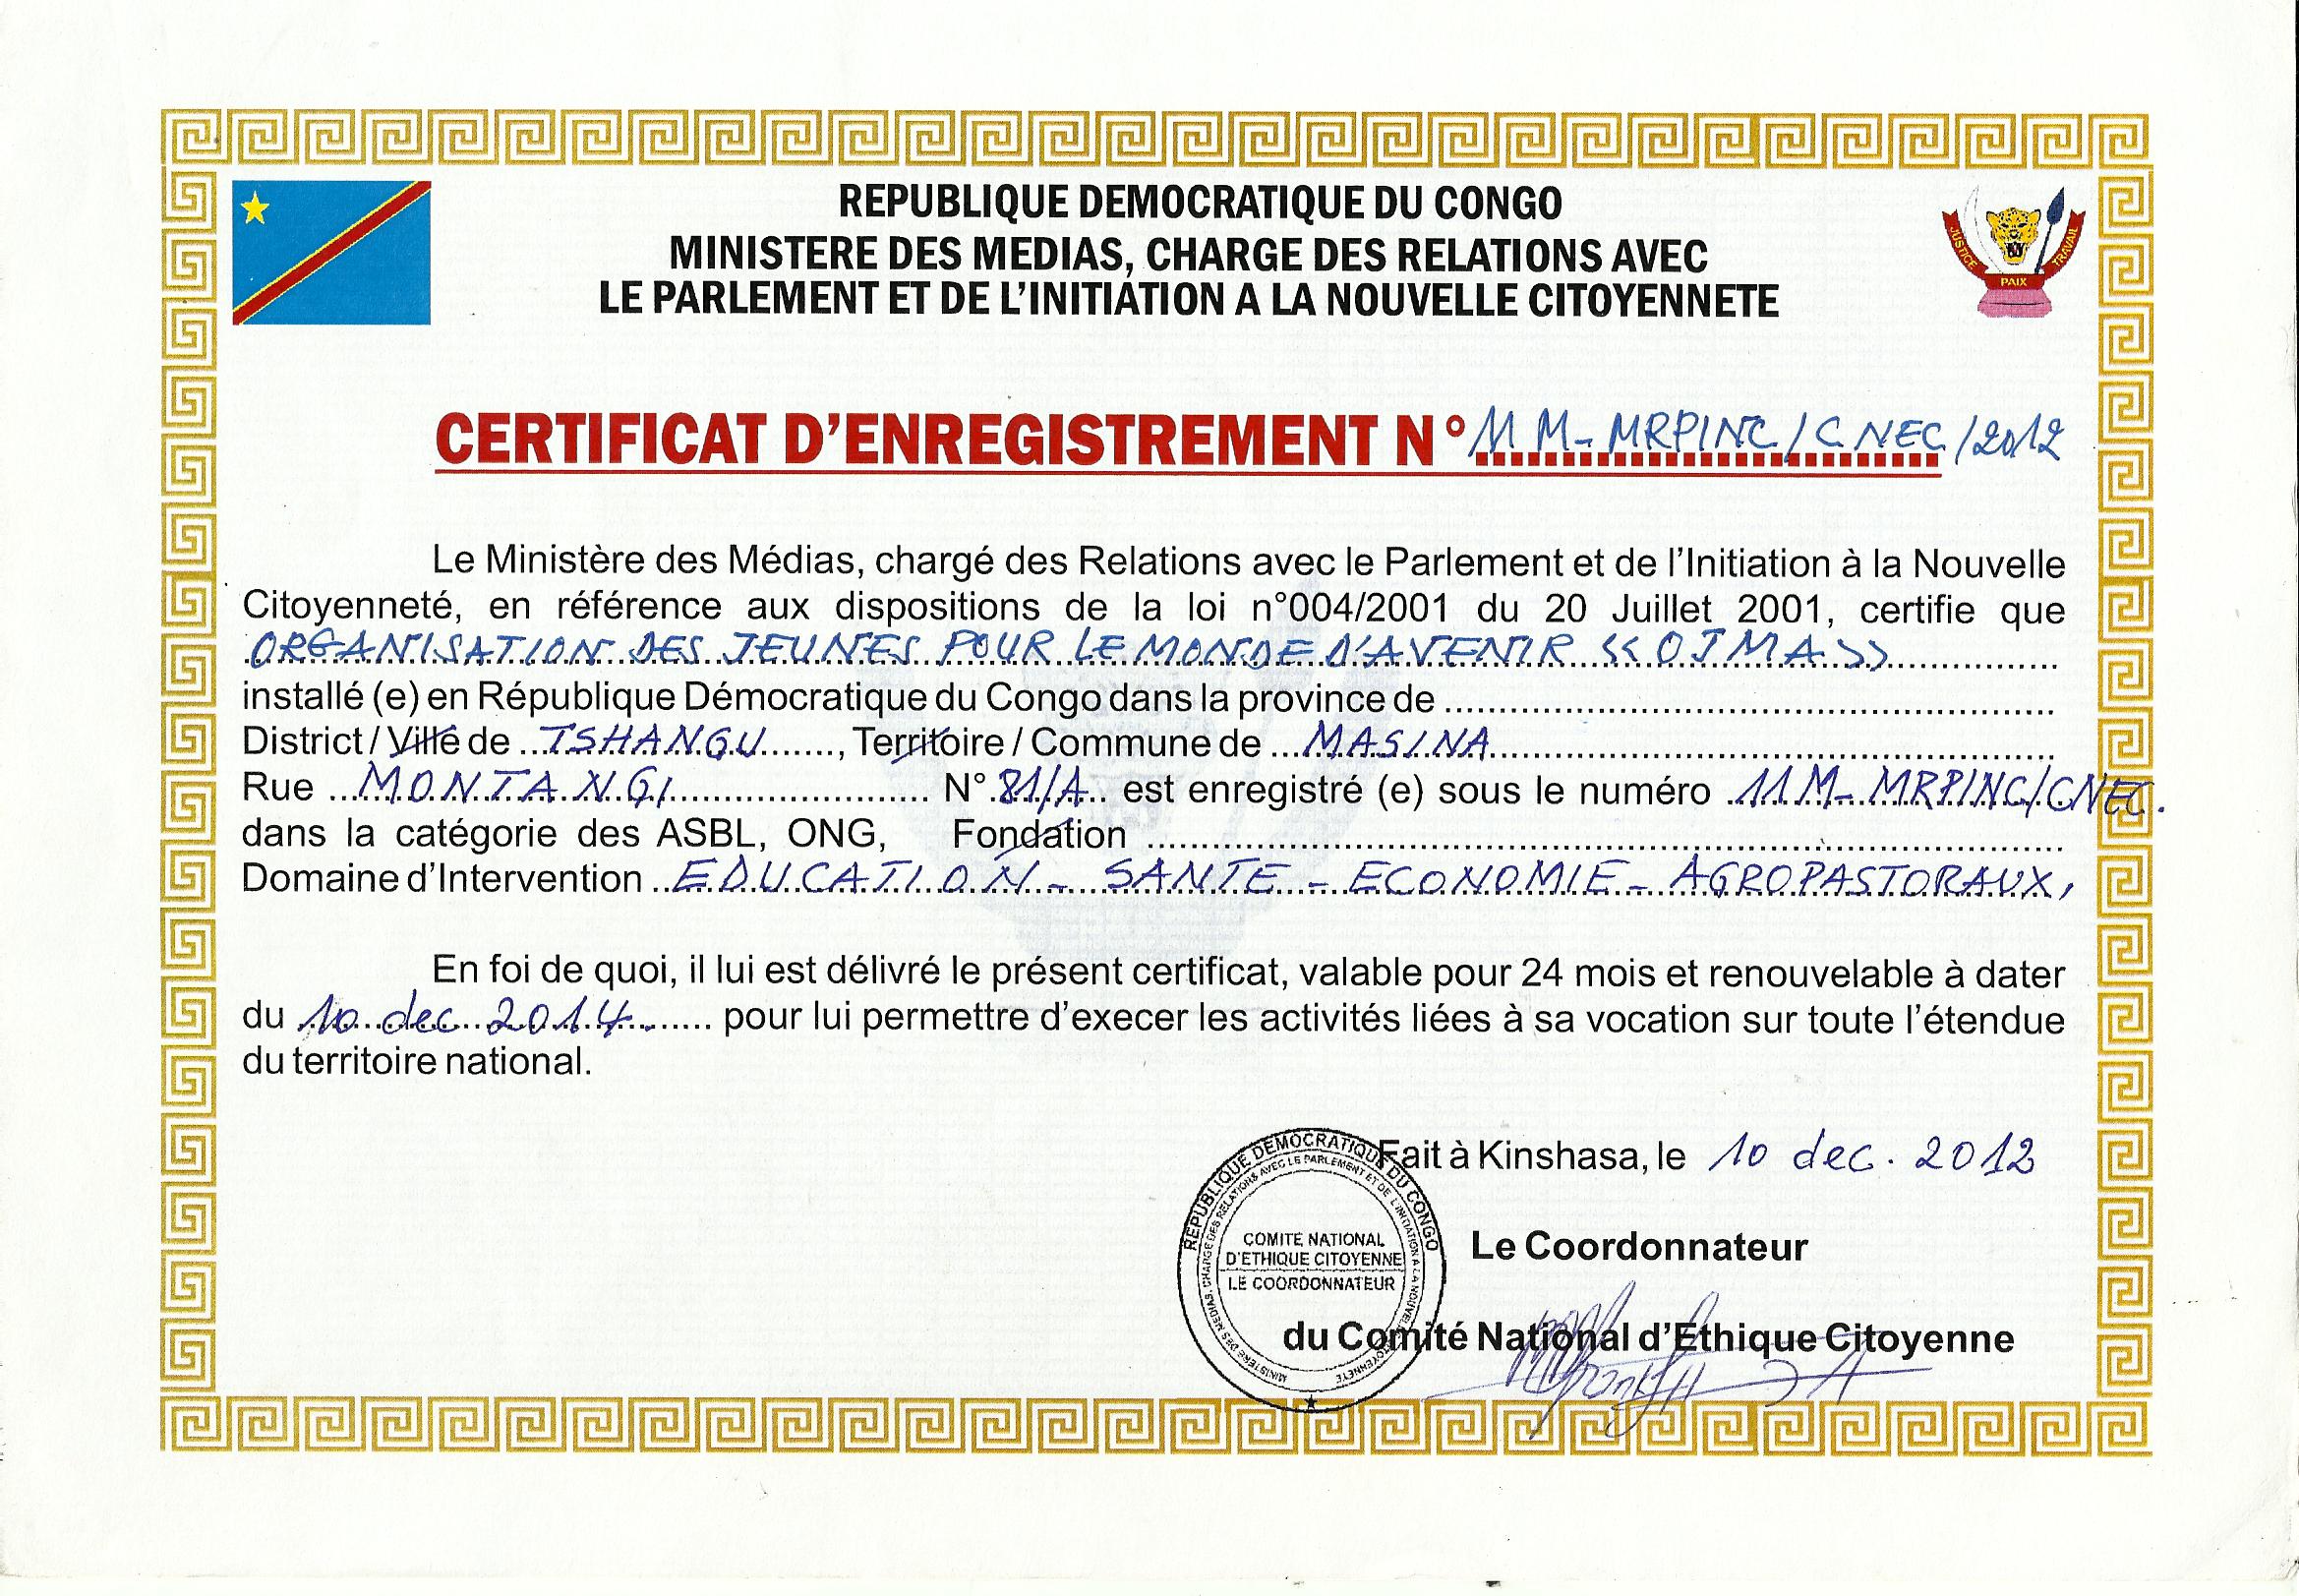 REPUBLIQUE DEMOCRATIQUE DU CONGO
MINISTERE DES MEDIAS, CHARGE DES RELATIONS AVEC
LE PARLEMENT ET DE L'INITIATION A LA NOUVELLE CITOYENNETE
JUSTICE PAIX TRAVAIL
CERTIFICAT D'ENREGISTREMENT N° 11 M-MRPINC/CNEC/2012
Le Ministère des Médias, chargé des Relations avec le Parlement et de l'Initiation à la Nouvelle
Citoyenneté, en référence aux dispositions de la loi n°004/2001 du 20 Juillet 2001, certifie que
ORGANISATION DES JEUNES POUR LE MONDE D'AVENIR <<OJMA>>
installé (e) en République Démocratique du Congo dans la province de
District / Ville de TSHANGU, Territoire / Commune de MASINA
Rue MONTANGI N° 81/A est enregistré (e) sous le numéro 11M-MRPINC/CNEC.
dans la catégorie des ASBL, ONG, Fondation
Domaine d'Intervention EDUCATION - SANTE - ECONOMIE - AGROPASTORAUX,
En foi de quoi, il lui est délivré le présent certificat, valable pour 24 mois et renouvelable à dater
du 10 dec 2014. pour lui permettre d'execer les activités liées à sa vocation sur toute l'étendue
du territoire national.
Fait à Kinshasa, le 10 dec. 2012
Le Coordonnateur
du Comité National d'Ethique Citoyenne
REPUBLIQUE DEMOCRATIQUE DU CONGO
MINISTERE DES MEDIAS, CHARGE DES RELATIONS AVEC LE PARLEMENT ET DE L'INITIATION A LA NOUVELLE CITOYENNETE
COMITE NATIONAL
D'ETHIQUE CITOYENNE
LE COORDONNATEUR